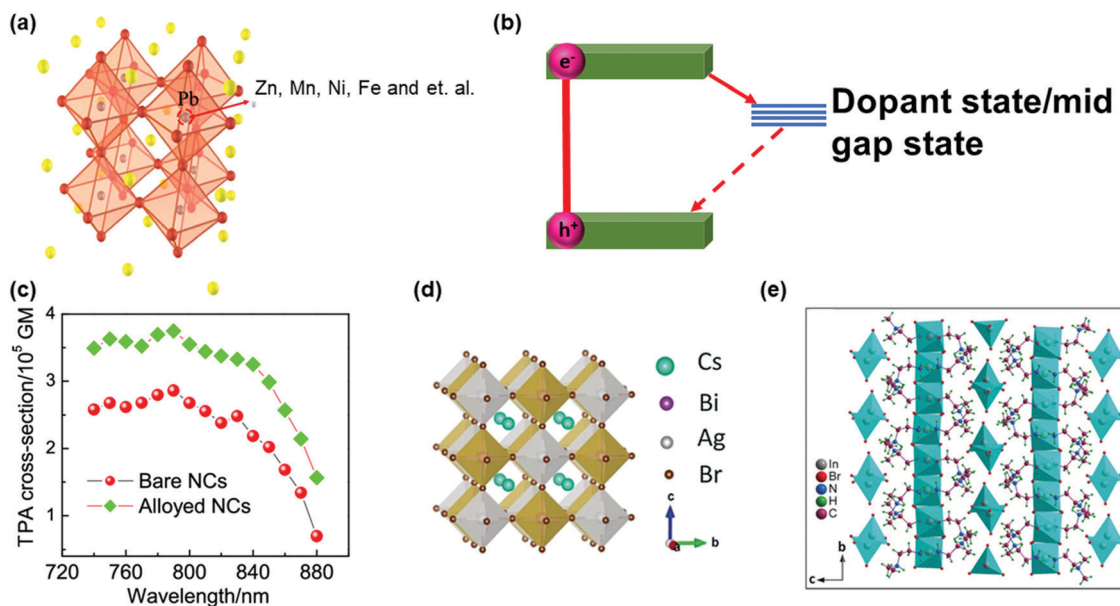 (a)
Pb
Zn, Mn, Ni, Fe and et. al.
(b)
e-
h+
Dopant state/mid
gap state
(c)
TPA cross-section/10^5 GM
4
3
2
1
Bare NCs
Alloyed NCs
720 760 800 840 880
Wavelength/nm
(d)
Cs
Bi
Ag
Br
c
a
b
(e)
In
Br
N
H
C
b
c